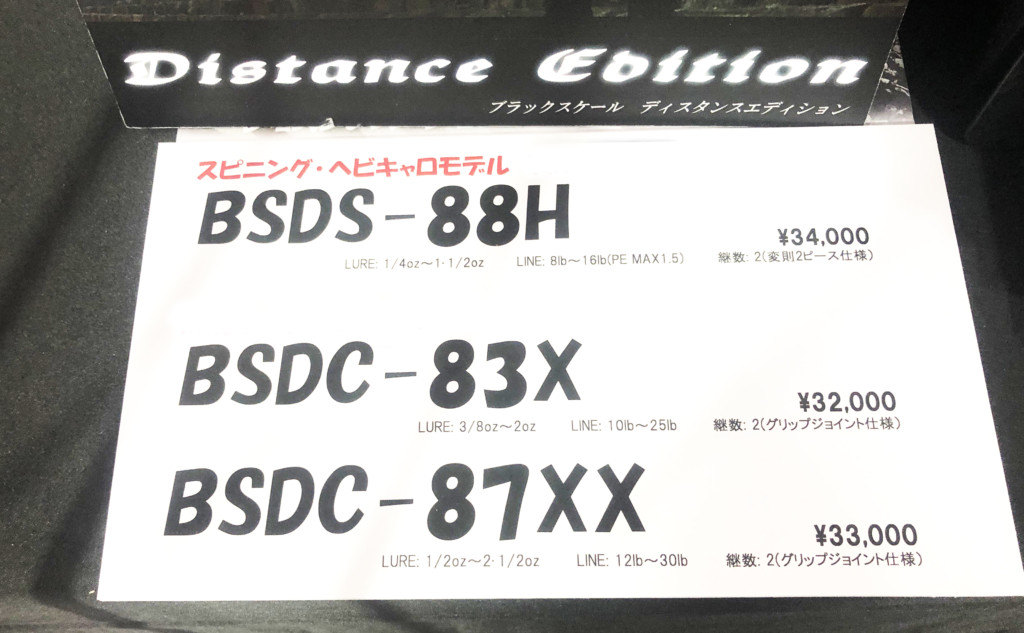 Distance Edition
ブラックスケール ディスタンスエディション
スピニング・ヘビキャロモデル
BSDS-88H
¥34,000
LURE: 1/4oz～1·1/2oz LINE: 8lb～16lb(PE MAX1.5) 継数: 2(変則2ピース仕様)
BSDC-83X
¥32,000
LURE: 3/8oz～2oz LINE: 10lb～25lb 継数: 2(グリップジョイント仕様)
BSDC-87XX
¥33,000
LURE: 1/2oz～2·1/2oz LINE: 12lb～30lb 継数: 2(グリップジョイント仕様)